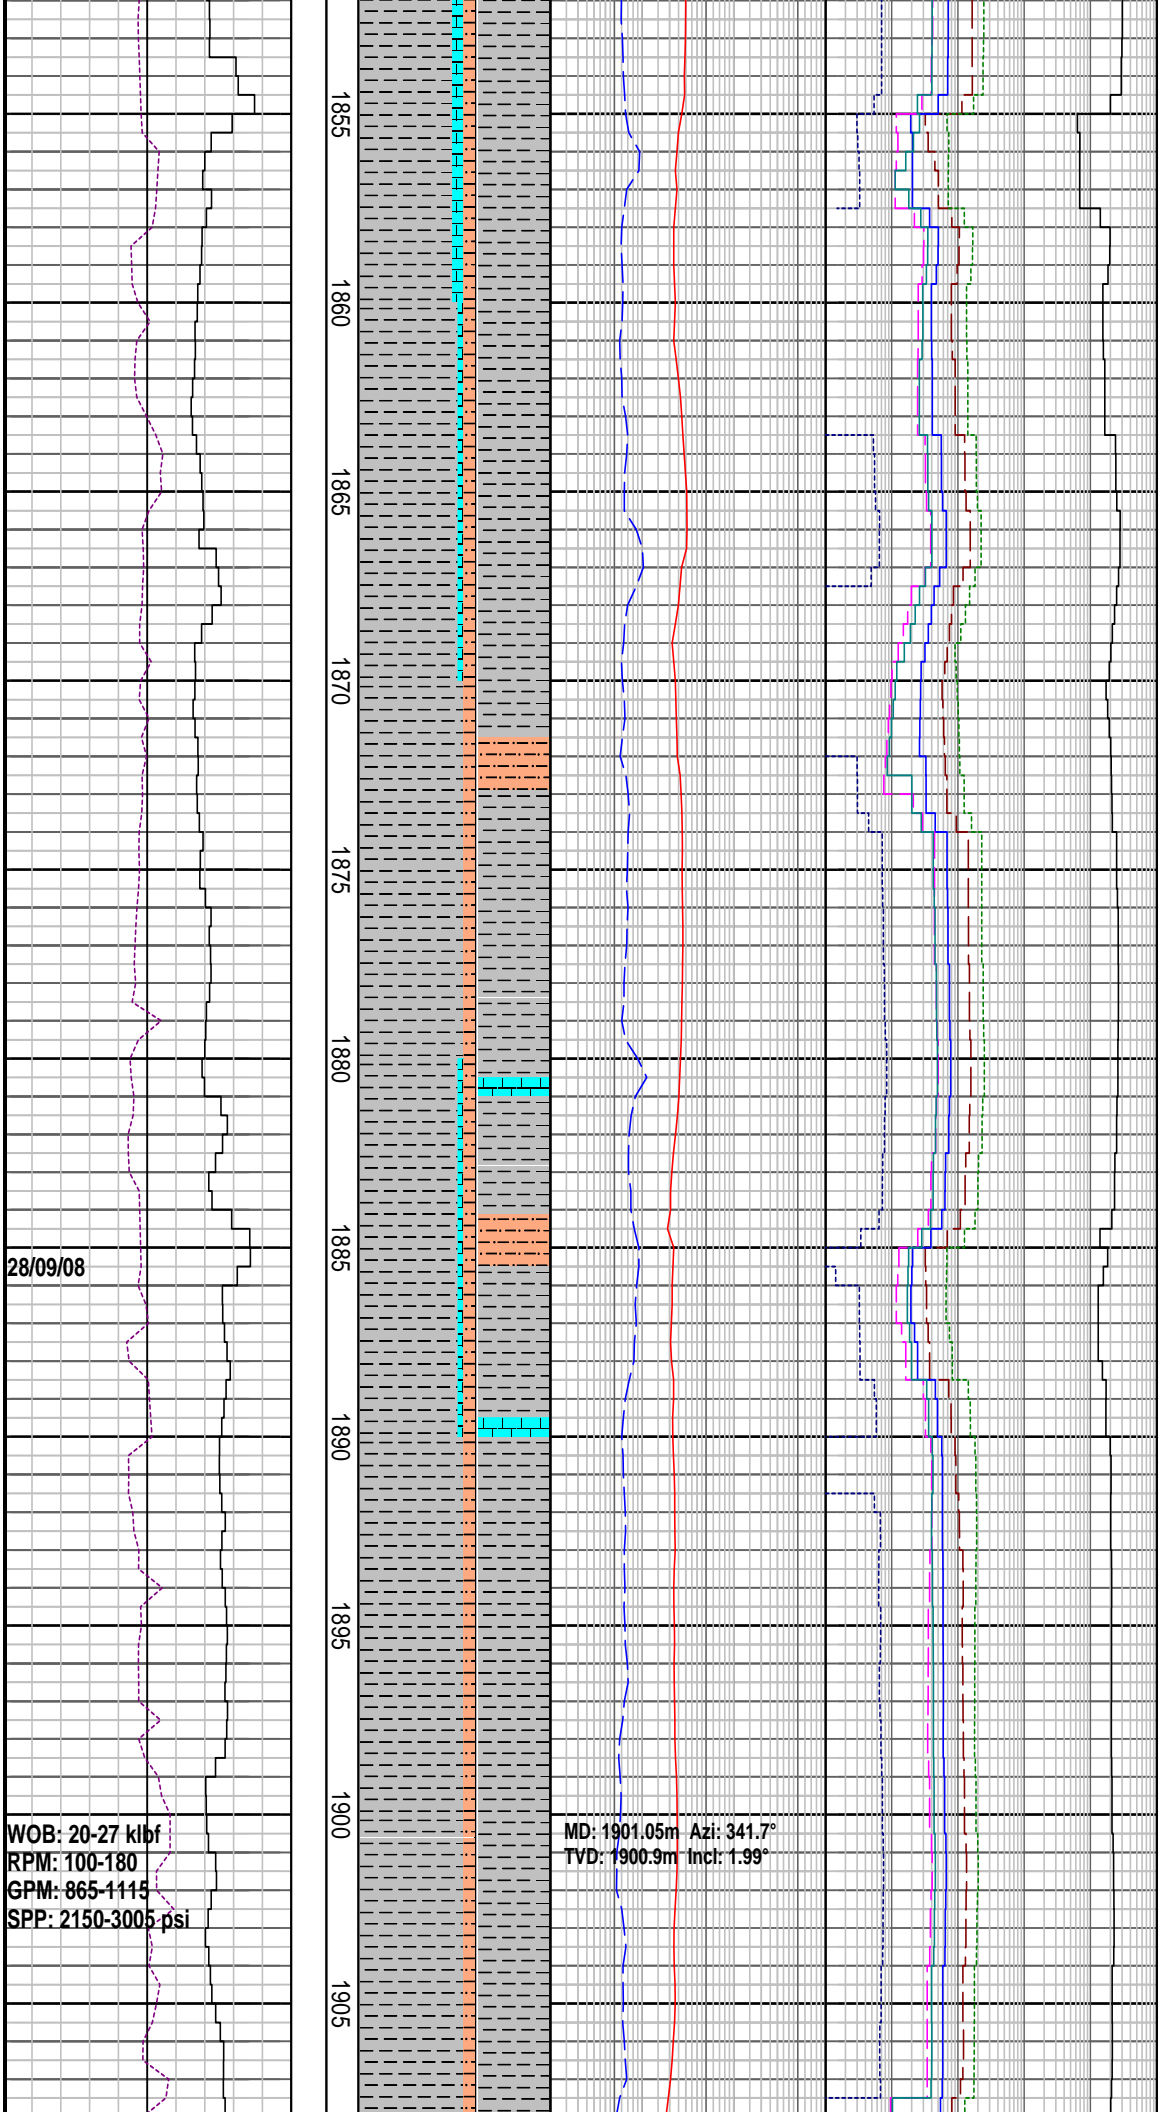 1855
1860
1865
1870
1875
1880
1885
28/09/08
1890
1895
1900
WOB: 20-27 klbf
RPM: 100-180
GPM: 865-1115
SPP: 2150-3005 psi
MD: 1901.05m Azi: 341.7°
TVD: 1900.9m Incl: 1.99°
1905